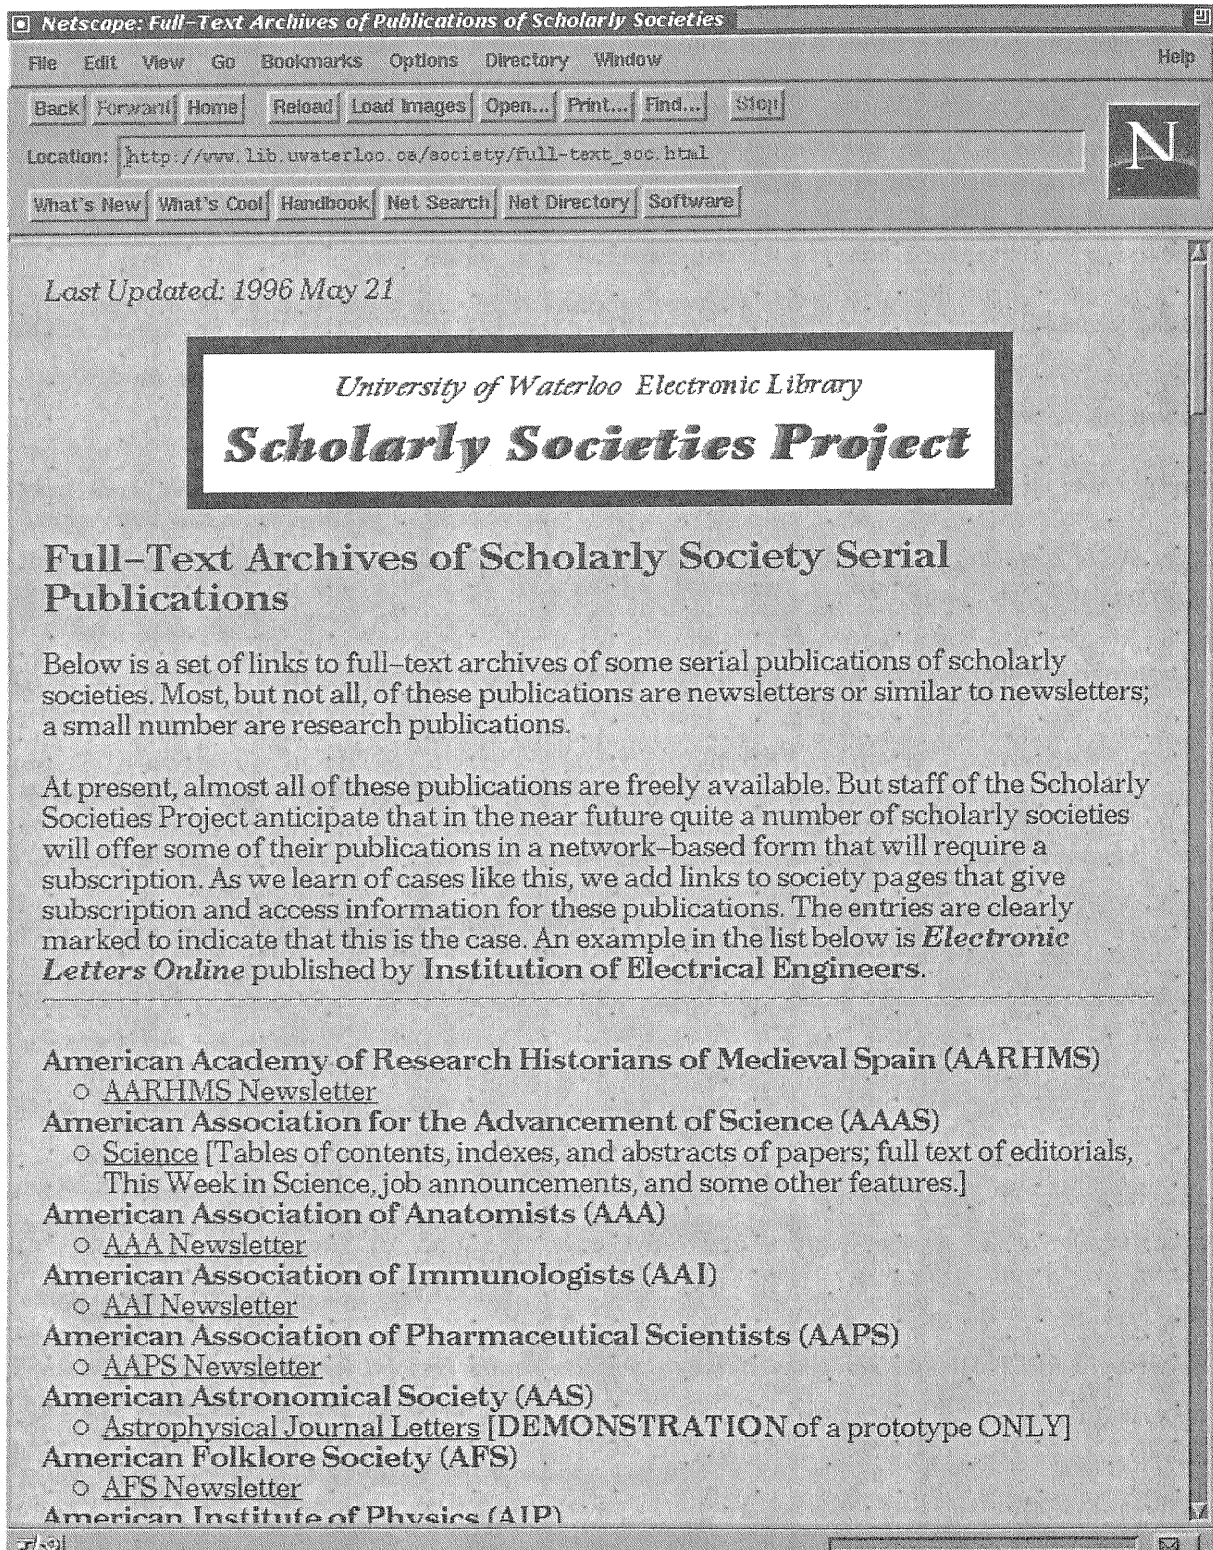 Netscape: Full-Text Archives of Publications of Scholarly Societies
File Edit View Go Bookmarks Options Directory Window Help
Back Forward Home Reload Load Images Open... Print... Find... Stop
N
Location: http://www.lib.uwaterloo.ca/society/full-text_soc.html
What's New What's Cool Handbook Net Search Net Directory Software
Last Updated: 1996 May 21
University of Waterloo Electronic Library
Scholarly Societies Project
Full-Text Archives of Scholarly Society Serial
Publications
Below is a set of links to full-text archives of some serial publications of scholarly
societies. Most, but not all, of these publications are newsletters or similar to newsletters;
a small number are research publications.
At present, almost all of these publications are freely available. But staff of the Scholarly
Societies Project anticipate that in the near future quite a number of scholarly societies
will offer some of their publications in a network-based form that will require a
subscription. As we learn of cases like this, we add links to society pages that give
subscription and access information for these publications. The entries are clearly
marked to indicate that this is the case. An example in the list below is Electronic
Letters Online published by Institution of Electrical Engineers.
American Academy of Research Historians of Medieval Spain (AARHMS)
AARHMS Newsletter
American Association for the Advancement of Science (AAAS)
Science [Tables of contents, indexes, and abstracts of papers; full text of editorials,
This Week in Science, job announcements, and some other features.]
American Association of Anatomists (AAA)
AAA Newsletter
American Association of Immunologists (AAI)
AAI Newsletter
American Association of Pharmaceutical Scientists (AAPS)
AAPS Newsletter
American Astronomical Society (AAS)
Astrophysical Journal Letters [DEMONSTRATION of a prototype ONLY]
American Folklore Society (AFS)
AFS Newsletter
American Institute of Physics (AIP)